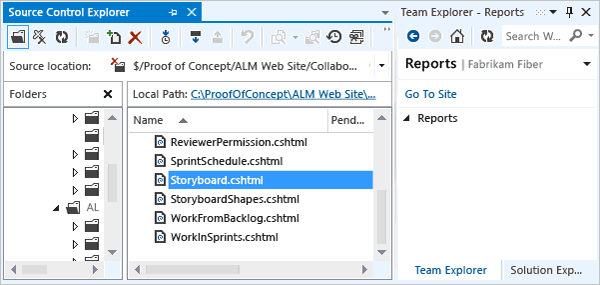 Source Control Explorer
Source location: $/Proof of Concept/ALM Web Site/Collabo...
Folders
AL
Local Path: C:\ProofOfConcept\ALM Web Site\...
Name Pend...
ReviewerPermission.cshtml
SprintSchedule.cshtml
Storyboard.cshtml
StoryboardShapes.cshtml
WorkFromBacklog.cshtml
WorkInSprints.cshtml
Team Explorer - Reports
Search W...
Reports | Fabrikam Fiber
Go To Site
Reports
Team Explorer Solution Exp...